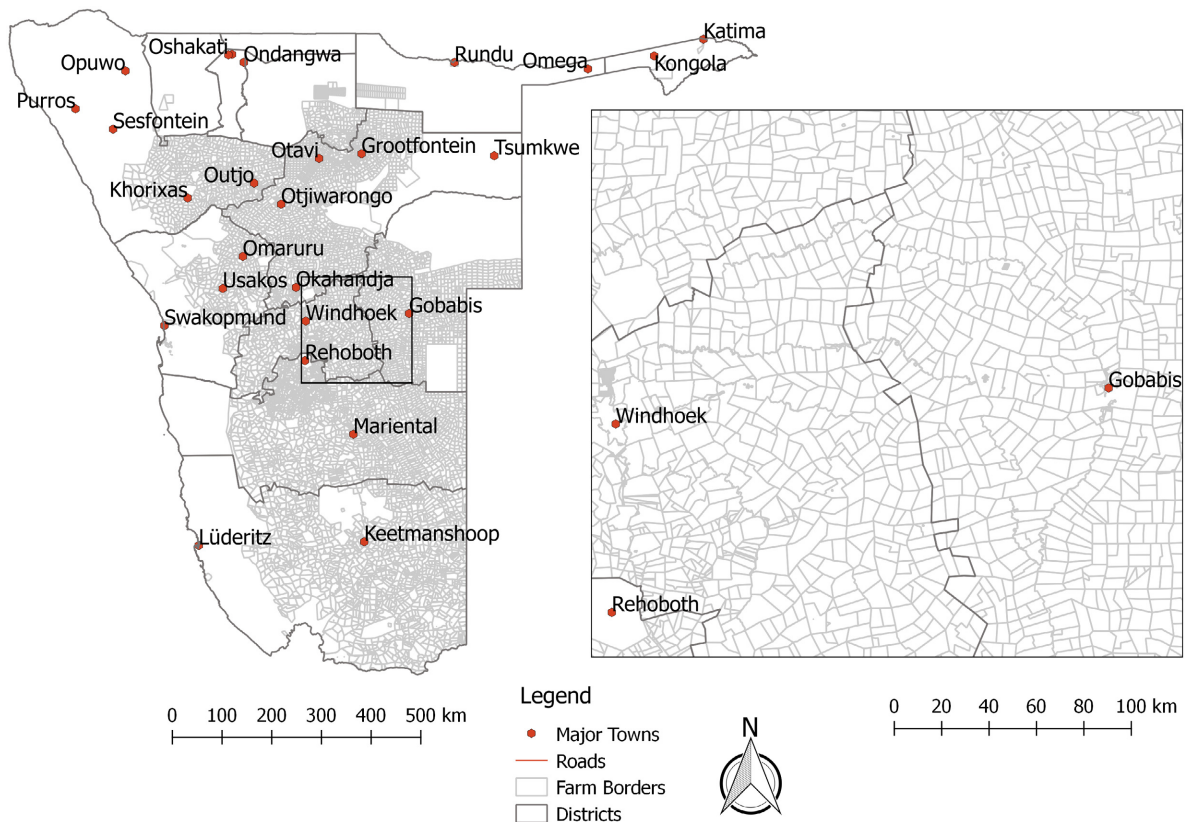 Katima
Oshakati
Ondangwa
Rundu
Omega
Kongola
Opuwo
Purros
Sesfontein
Otavi
Grootfontein
Tsumkwe
Outjo
Khorixas
Otjiwarongo
Omaruru
Usakos
Okahandja
Swakopmund
Windhoek
Gobabis
Rehoboth
Mariental
Lüderitz
Keetmanshoop
Gobabis
Windhoek
Rehoboth
0 100 200 300 400 500 km
Legend
Major Towns
Roads
Farm Borders
Districts
N
0 20 40 60 80 100 km